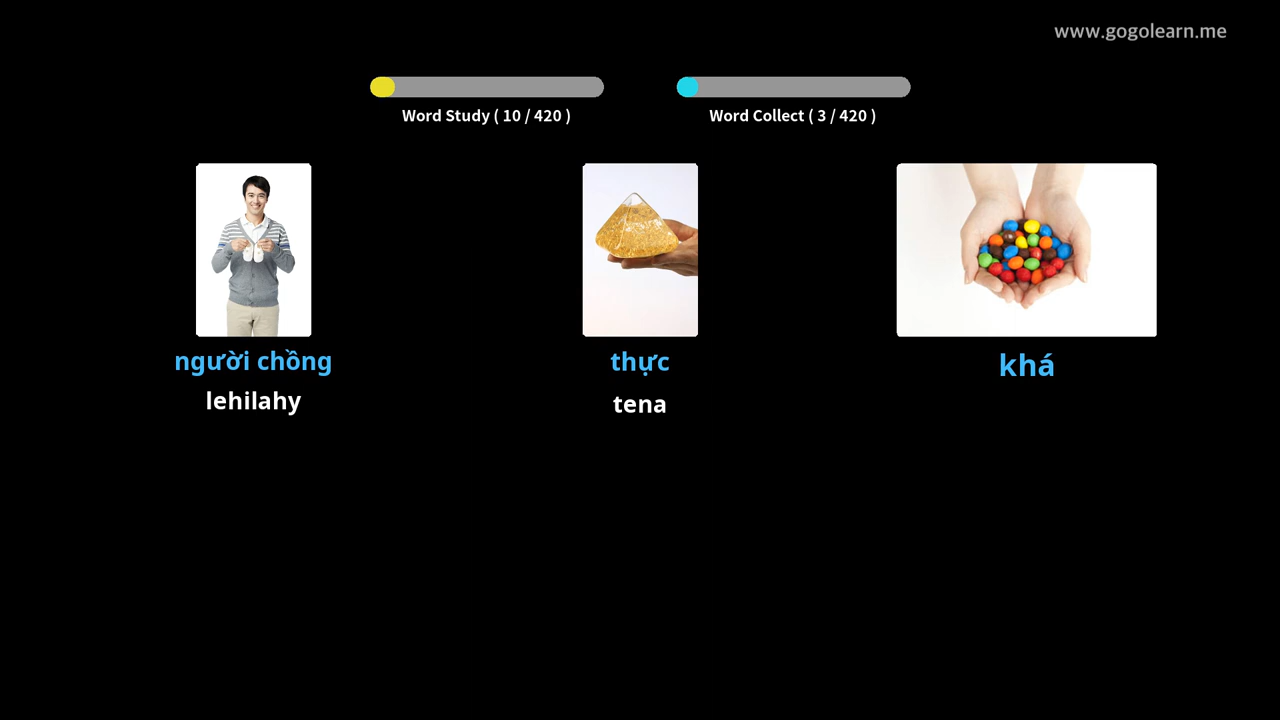 www.gogolearn.me
Word Study ( 10 / 420 )
Word Collect ( 3 / 420 )
người chồng
lehilahy
thực
tena
khá